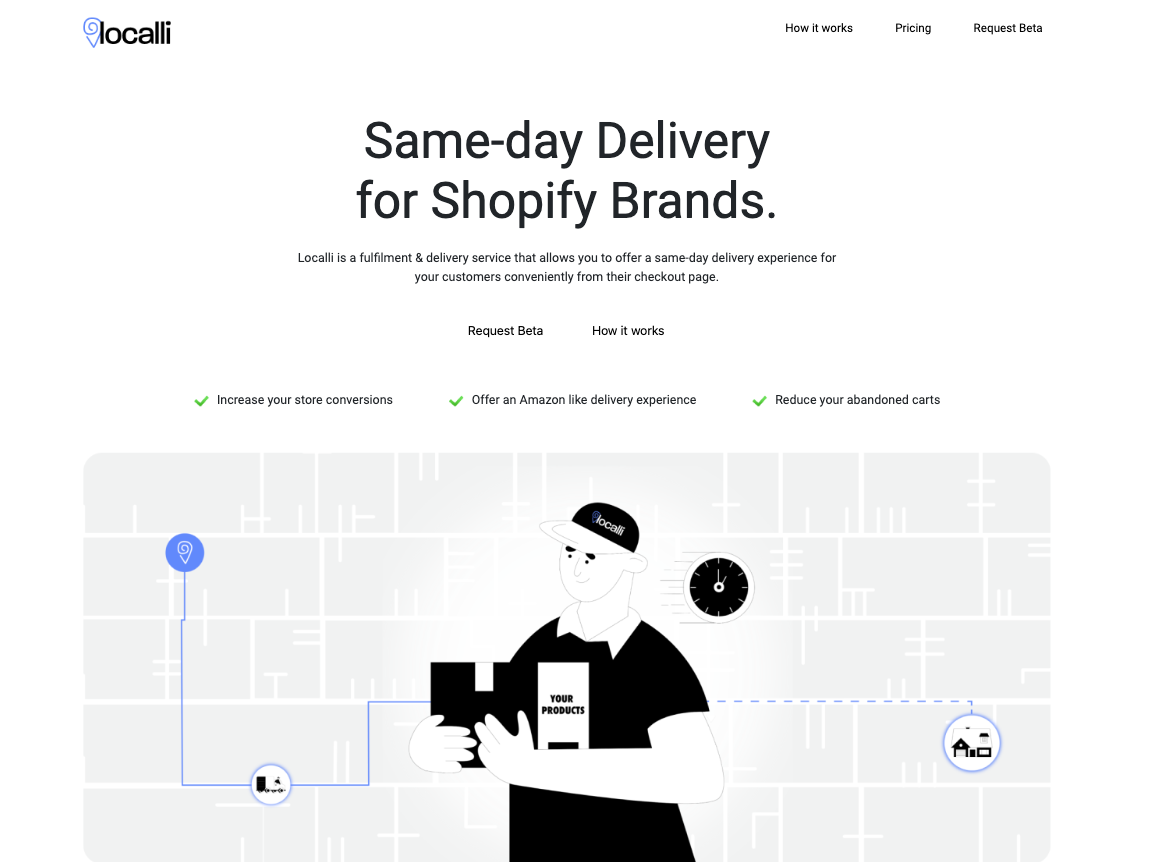 localli
How it works
Pricing
Request Beta
Same-day Delivery
for Shopify Brands.
Localli is a fulfilment & delivery service that allows you to offer a same-day delivery experience for
your customers conveniently from their checkout page.
Request Beta
How it works
Increase your store conversions
Offer an Amazon like delivery experience
Reduce your abandoned carts
localli
YOUR
PRODUCTS